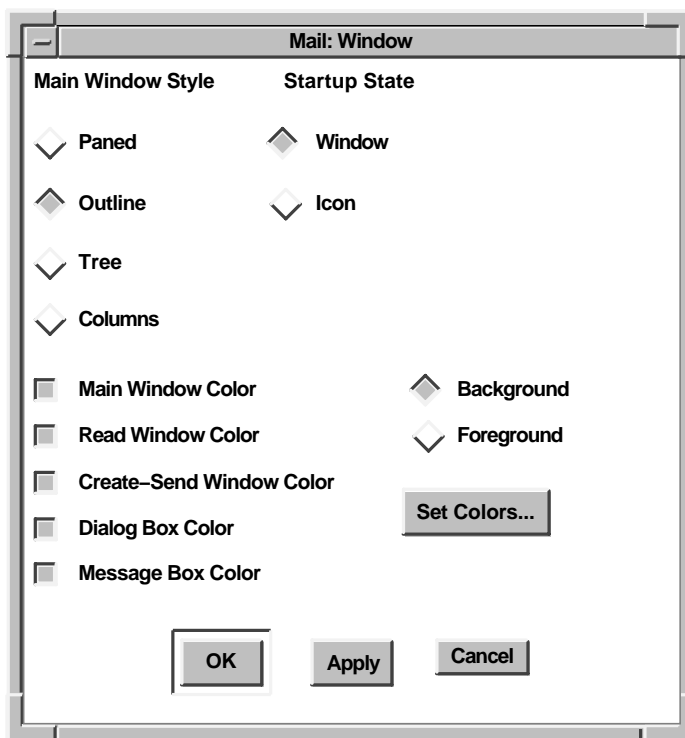 Mail: Window
Main Window Style Startup State
Paned Window
Outline Icon
Tree
Columns
Main Window Color Background
Read Window Color Foreground
Create–Send Window Color
Set Colors...
Dialog Box Color
Message Box Color
OK Apply Cancel